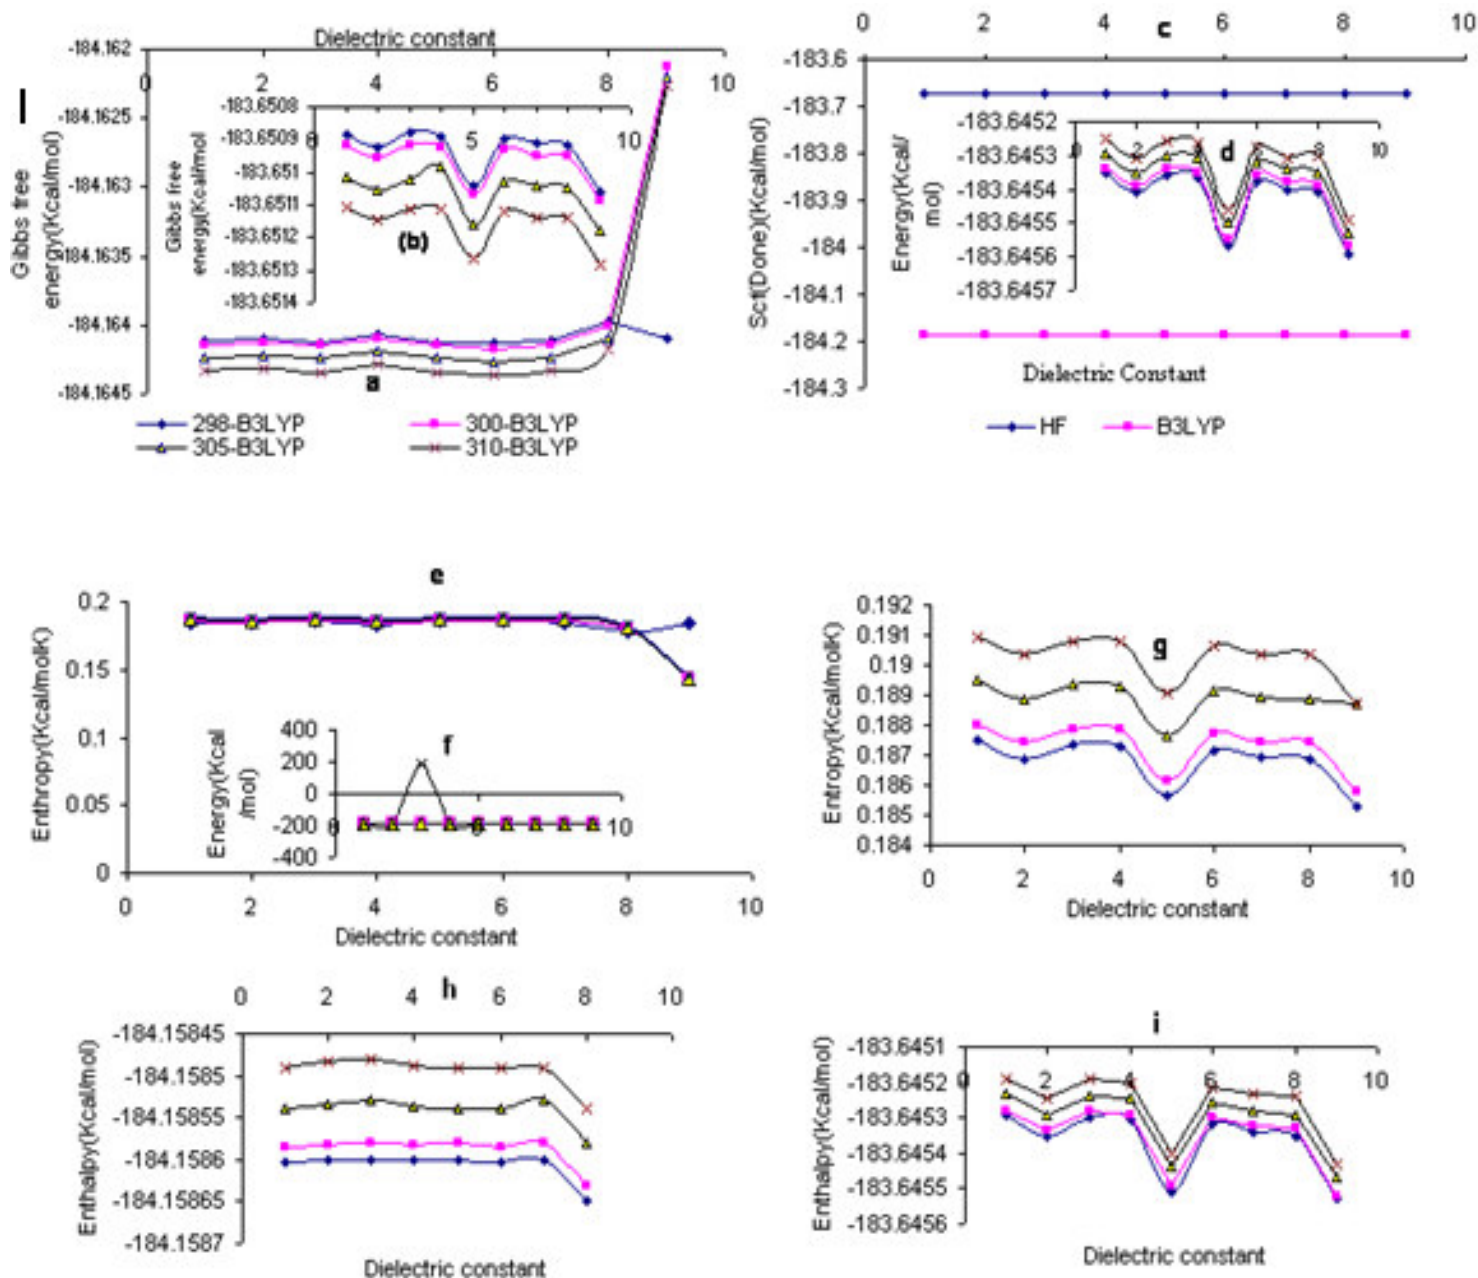 Dielectric constant
-184.162
0 2 4 6 8 10
-184.1625
-184.163
-184.1635
-184.164
-184.1645
Gibbs free
energy(Kcal/mol)
l
-183.6508
-183.6509
-183.651
-183.6511
-183.6512
-183.6513
-183.6514
0 5 10
Gibbs free
energy(Kcal/mol
(b)
a
298-B3LYP 300-B3LYP
305-B3LYP 310-B3LYP
0 2 4 6 8 10
c
-183.6
-183.7
-183.8
-183.9
-184
-184.1
-184.2
-184.3
Scf(Done)(Kcal/mol)
-183.6452
-183.6453
-183.6454
-183.6455
-183.6456
-183.6457
0 5 10
Energy(Kcal/
mol)
d
Dielectric Constant
HF B3LYP
e
0.2
0.15
0.1
0.05
0
Enthropy(Kcal/molK)
400
200
0
-200
-400
0 5 10
Energy(Kcal
/mol)
f
0 2 4 6 8 10
Dielectric constant
0.192
0.191
0.19
0.189
0.188
0.187
0.186
0.185
0.184
Entropy(Kcal/molK)
g
0 2 4 6 8 10
Dielectric constant
0 2 4 6 8 10
h
-184.15845
-184.1585
-184.15855
-184.1586
-184.15865
-184.1587
Enthalpy(Kcal/mol)
Dielectric constant
i
-183.6451
-183.6452
-183.6453
-183.6454
-183.6455
-183.6456
0 2 4 6 8 10
Enthalpy(Kcal/mol)
Dielectric constant